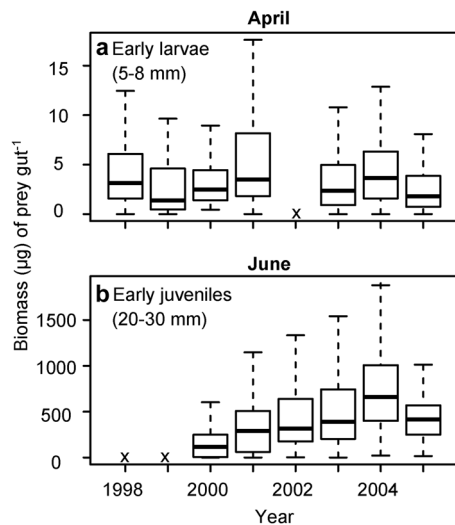 April
a Early larvae
(5-8 mm)
15
10
5
0
x
June
b Early juveniles
(20-30 mm)
1500
1000
500
0
x x
1998 2000 2002 2004
Year
Biomass (µg) of prey gut⁻¹